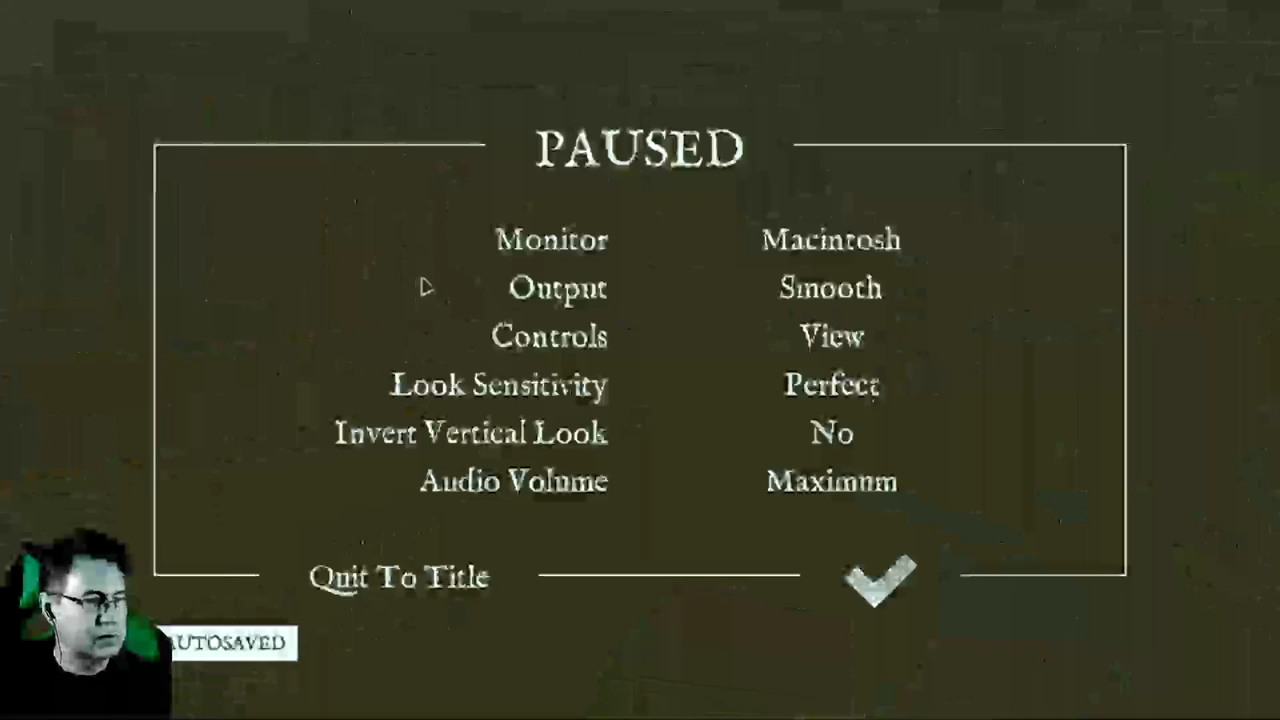 PAUSED
Monitor Macintosh
Output Smooth
Controls View
Look Sensitivity Perfect
Invert Vertical Look No
Audio Volume Maximum
Quit To Title
AUTOSAVED